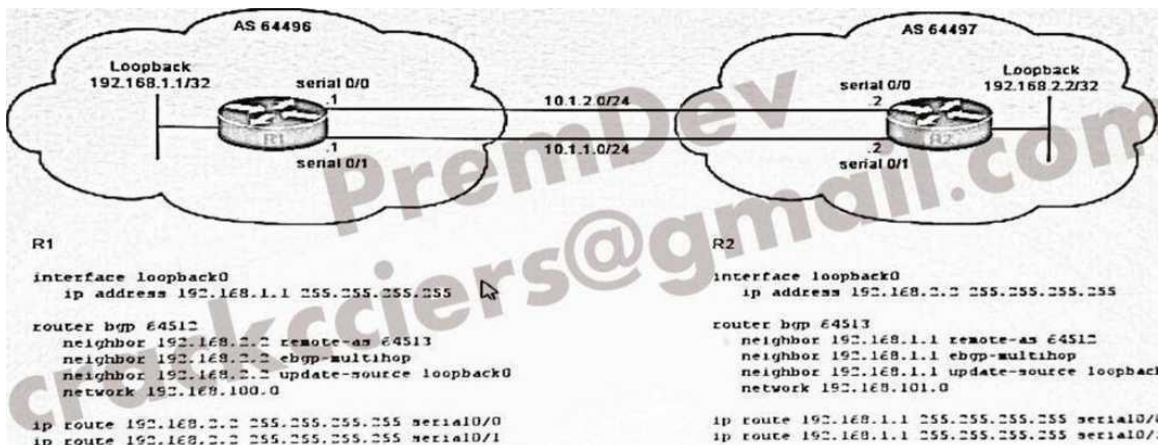 AS 64496
AS 64497
Loopback
192.168.1.1/32
serial 0/0
.1
10.1.2.0/24
serial 0/0
.2
Loopback
192.168.2.2/32
R1
R2
.1
serial 0/1
10.1.1.0/24
.2
serial 0/1
PremDev
crackcciers@gmail.com
R1
interface loopback0
ip address 192.168.1.1 255.255.255.255
router bgp 64512
neighbor 192.168.2.2 remote-as 64513
neighbor 192.168.2.2 ebgp-multihop
neighbor 192.168.2.2 update-source loopback0
network 192.168.100.0
ip route 192.168.2.2 255.255.255.255 serial0/0
ip route 192.168.2.2 255.255.255.255 serial0/1
R2
interface loopback0
ip address 192.168.2.2 255.255.255.255
router bgp 64513
neighbor 192.168.1.1 remote-as 64512
neighbor 192.168.1.1 ebgp-multihop
neighbor 192.168.1.1 update-source loopback
network 192.168.101.0
ip route 192.168.1.1 255.255.255.255 serial0/
ip route 192.168.1.1 255.255.255.255 serial0/